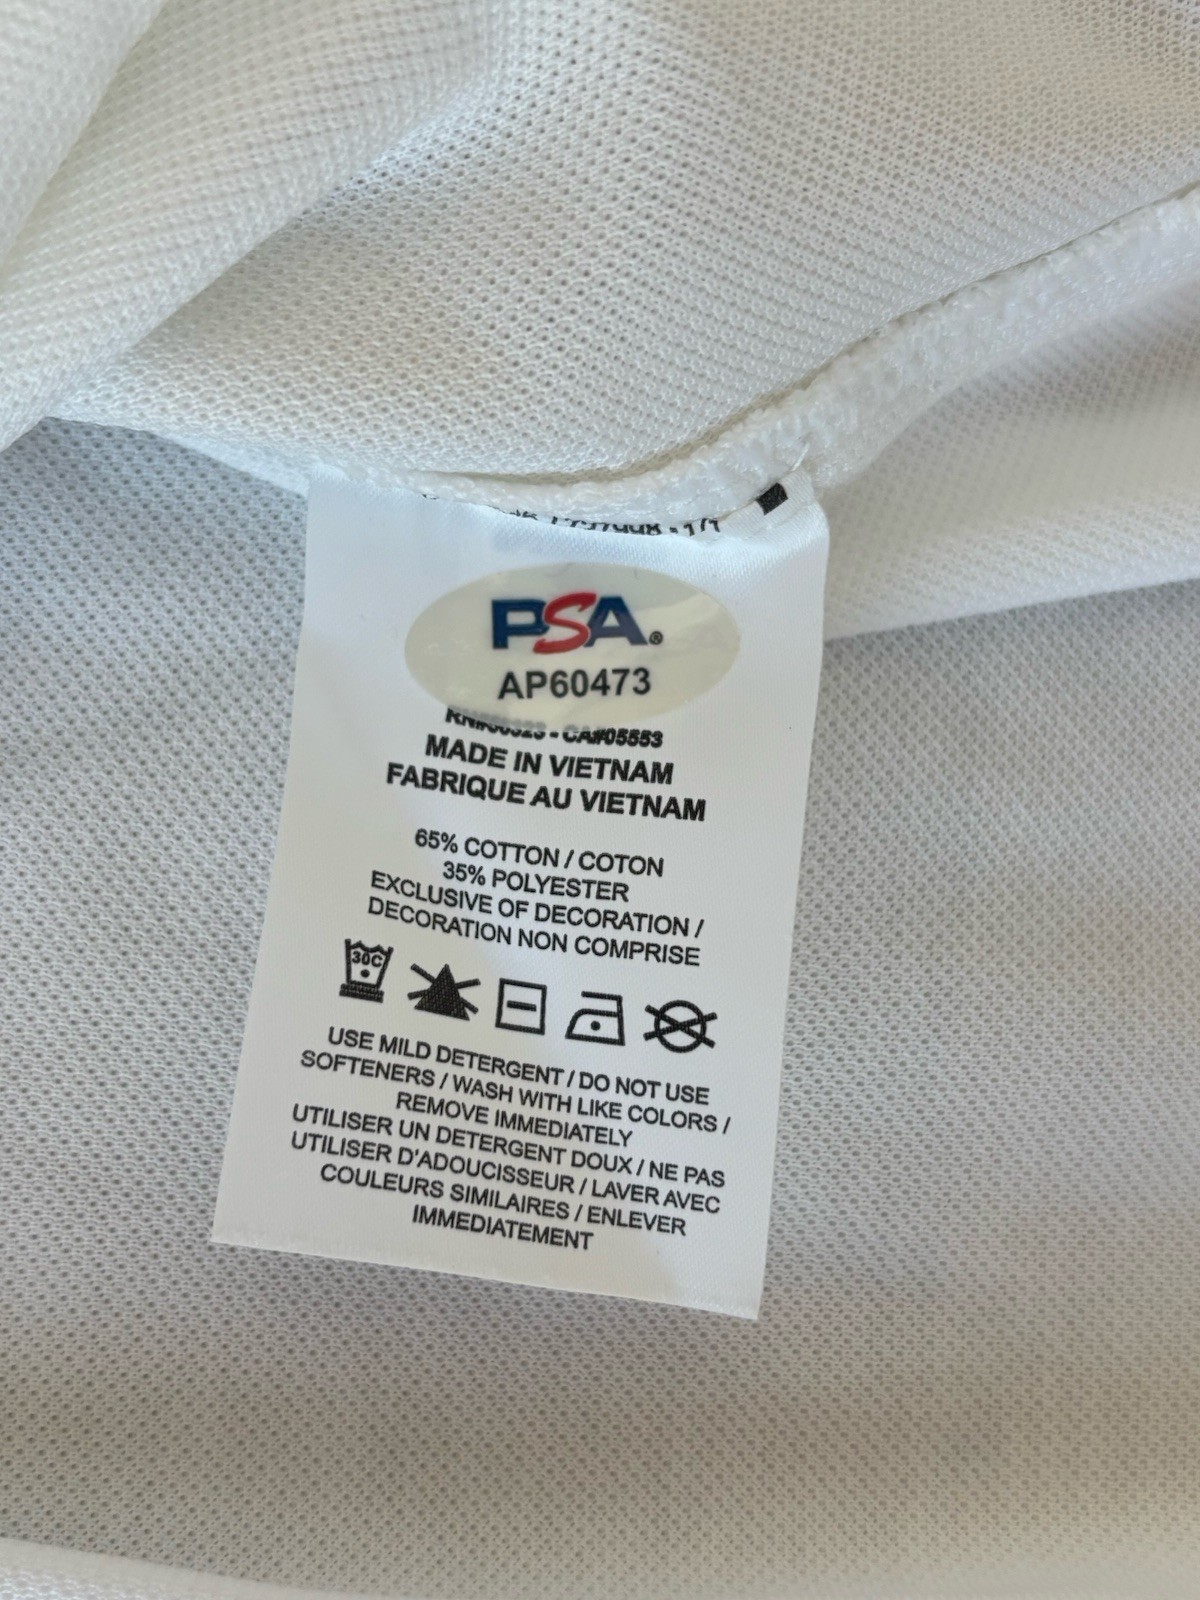 PSA®
AP60473
CA#05553
MADE IN VIETNAM
FABRIQUE AU VIETNAM
65% COTTON / COTON
35% POLYESTER
EXCLUSIVE OF DECORATION /
DECORATION NON COMPRISE
30C
USE MILD DETERGENT / DO NOT USE
SOFTENERS / WASH WITH LIKE COLORS /
REMOVE IMMEDIATELY
UTILISER UN DETERGENT DOUX / NE PAS
UTILISER D'ADOUCISSEUR / LAVER AVEC
COULEURS SIMILAIRES / ENLEVER
IMMEDIATEMENT